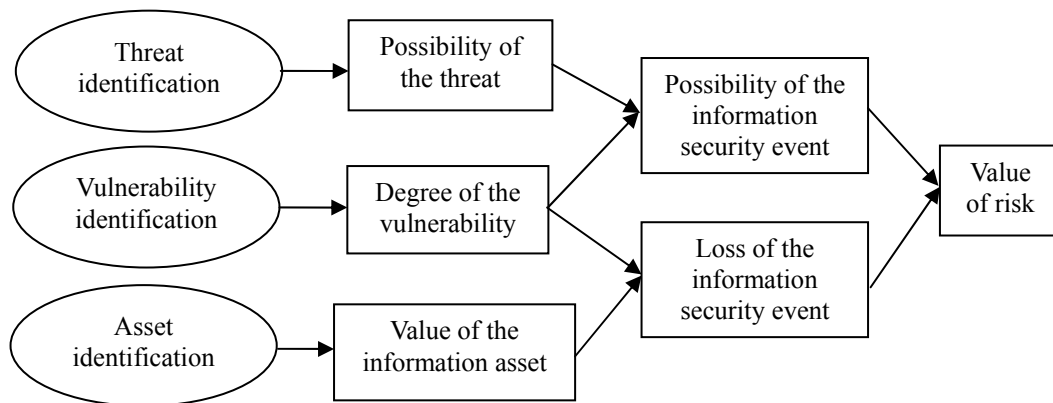 Threat
identification
Possibility of
the threat
Possibility of the
information
security event
Vulnerability
identification
Degree of the
vulnerability
Value
of risk
Loss of the
information
security event
Asset
identification
Value of the
information asset